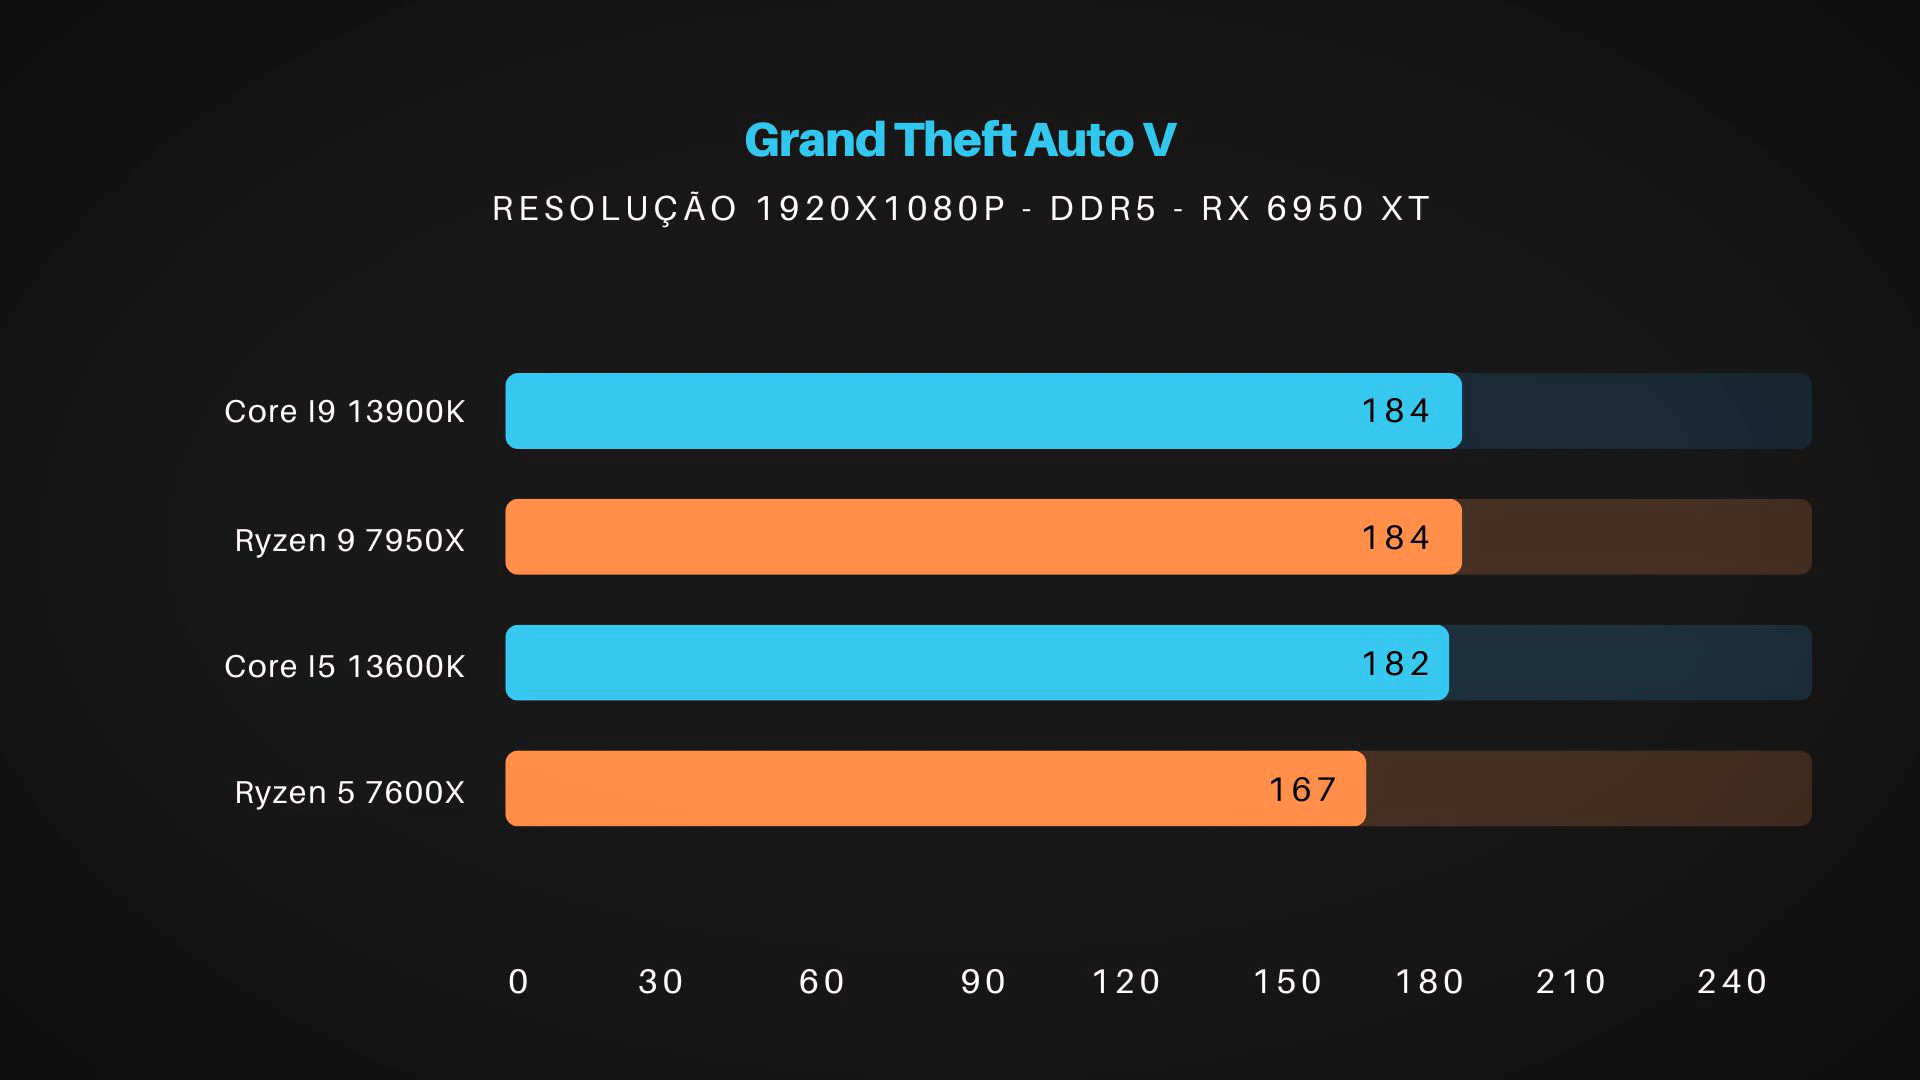 Grand Theft Auto V
RESOLUÇÃO 1920X1080P - DDR5 - RX 6950 XT
Core I9 13900K 184
Ryzen 9 7950X 184
Core I5 13600K 182
Ryzen 5 7600X 167
0 30 60 90 120 150 180 210 240